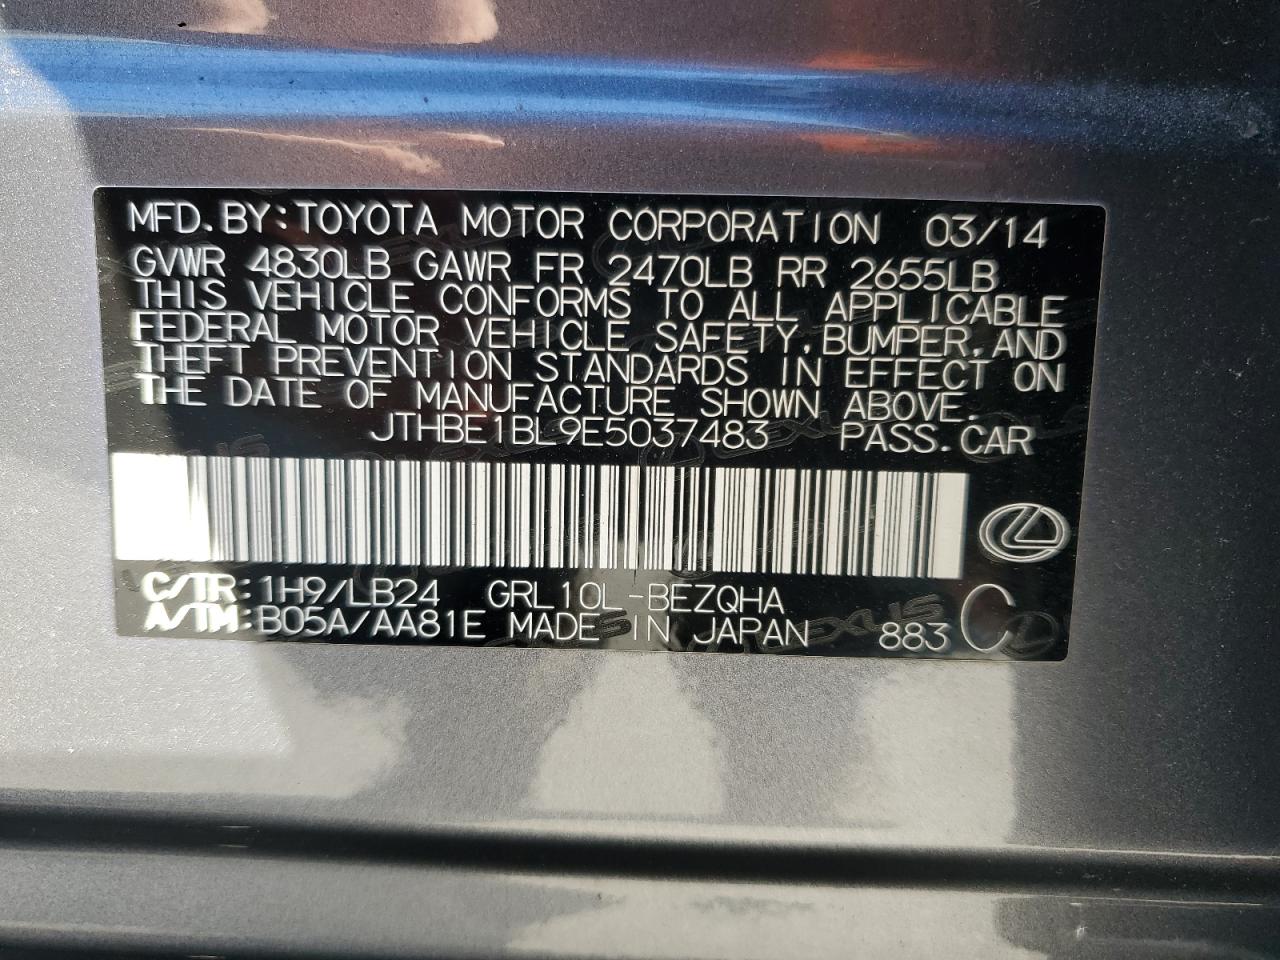 MFD.BY:TOYOTA MOTOR CORPORATION 03/14
GVWR 4830LB GAWR FR 2470LB RR 2655LB
THIS VEHICLE CONFORMS TO ALL APPLICABLE
FEDERAL MOTOR VEHICLE SAFETY, BUMPER, AND
THEFT PREVENTION STANDARDS IN EFFECT ON
THE DATE OF MANUFACTURE SHOWN ABOVE.
JTHBE1BL9E5037483 PASS.CAR
C/TR:1H9/LB24 GRL10L-BEZQHA
A/TM:B05A/AA81E MADE IN JAPAN 883 C